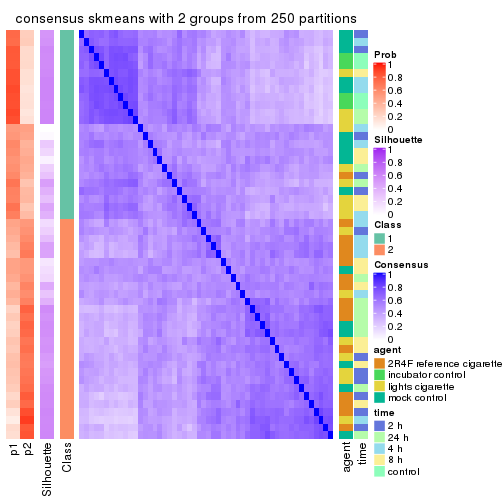 consensus skmeans with 2 groups from 250 partitions
Prob
1
0.8
0.6
0.4
0.2
0
Silhouette
1
0.8
0.6
0.4
0.2
0
Class
1
2
Consensus
1
0.8
0.6
0.4
0.2
0
agent
2R4F reference cigarette
incubator control
lights cigarette
mock control
time
2 h
24 h
4 h
8 h
control
p1
p2
Silhouette
Class
agent
time